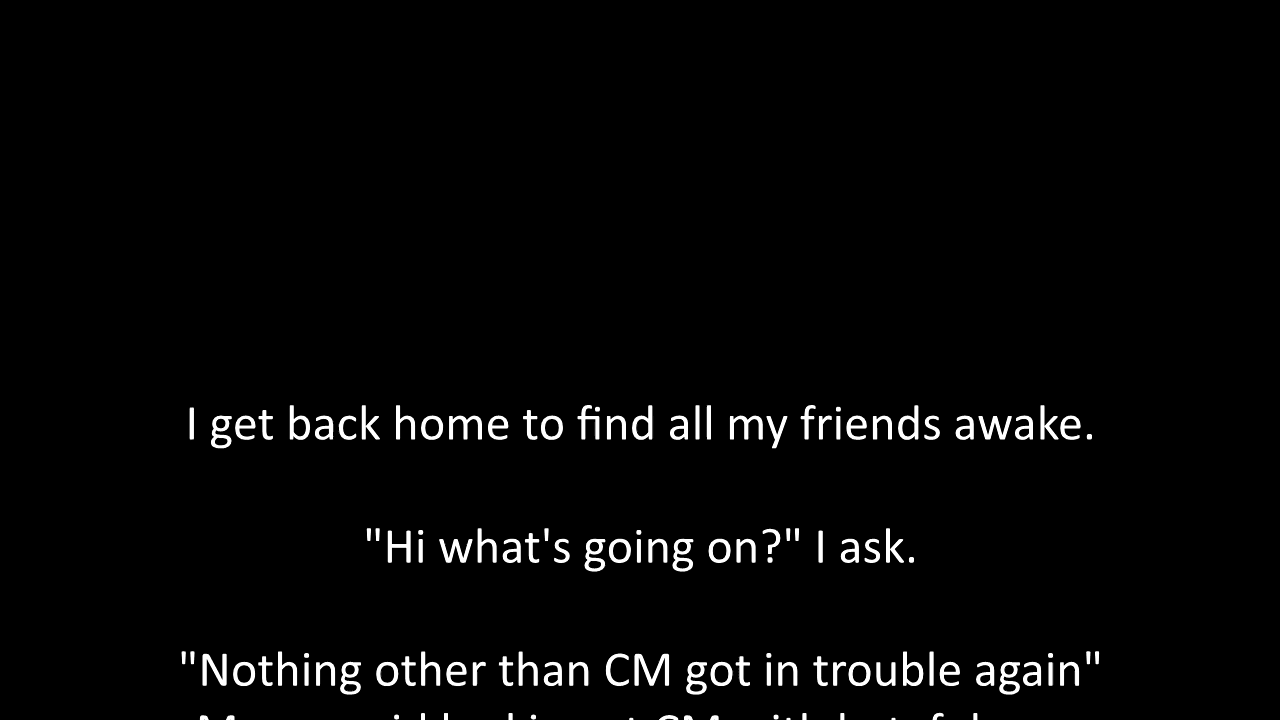 I get back home to find all my friends awake.
"Hi what's going on?" I ask.
"Nothing other than CM got in trouble again"